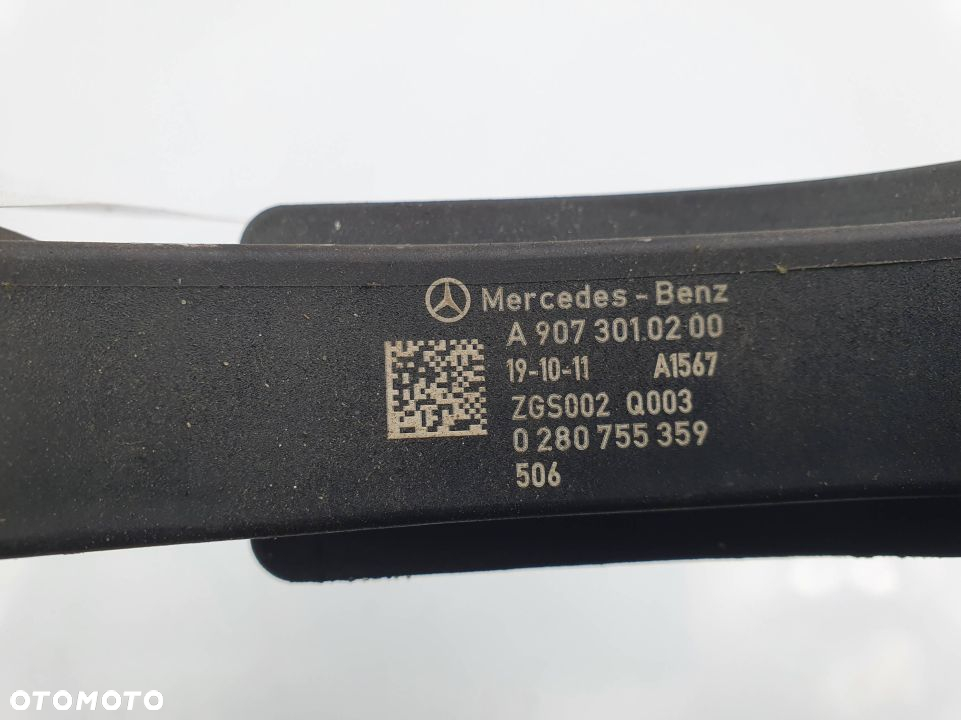 Mercedes-Benz
A 907 301 02 00
19-10-11 A1567
ZGS002 Q003
0 280 755 359
506
OTOMOTO